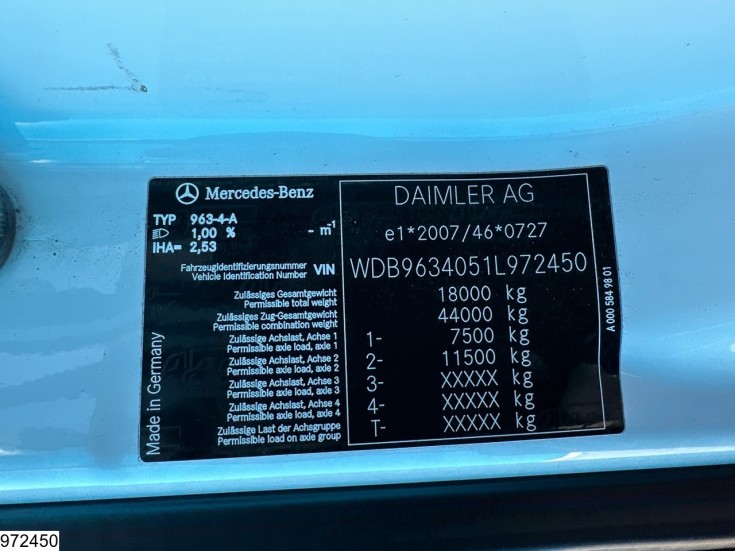 Mercedes-Benz
TYP 963-4-A
1,00 % - m⁻¹
IHA= 2,53
DAIMLER AG
e1*2007/46*0727
Fahrzeugidentifizierungsnummer
Vehicle Identification Number VIN WDB9634051L972450
Zulässiges Gesamtgewicht
Permissible total weight 18000 kg
Zulässiges Zug-Gesamtgewicht
Permissible combination weight 44000 kg
Zulässige Achslast, Achse 1
Permissible axle load, axle 1 1- 7500 kg
Zulässige Achslast, Achse 2
Permissible axle load, axle 2 2- 11500 kg
Zulässige Achslast, Achse 3
Permissible axle load, axle 3 3- XXXXX kg
Zulässige Achslast, Achse 4
Permissible axle load, axle 4 4- XXXXX kg
Zulässige Last der Achsgruppe
Permissible load on axle group T- XXXXX kg
Made in Germany
A 000 584 98 01
972450